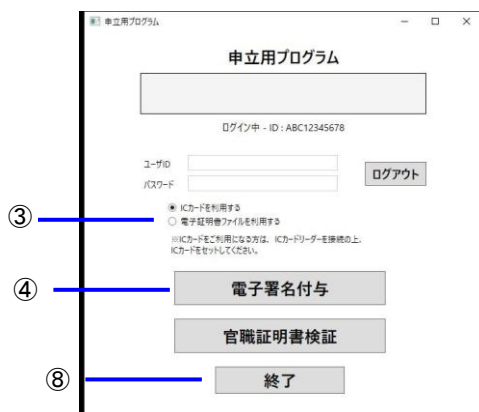 申立用プログラム
申立用プログラム
ログイン中 - ID : ABC12345678
ユーザID
パスワード
ログアウト
ICカードを利用する
③
電子証明書ファイルを利用する
※ICカードをご利用になる方は、ICカードリーダーを接続の上、
ICカードをセットしてください。
④
電子署名付与
官職証明書検証
⑧
終了